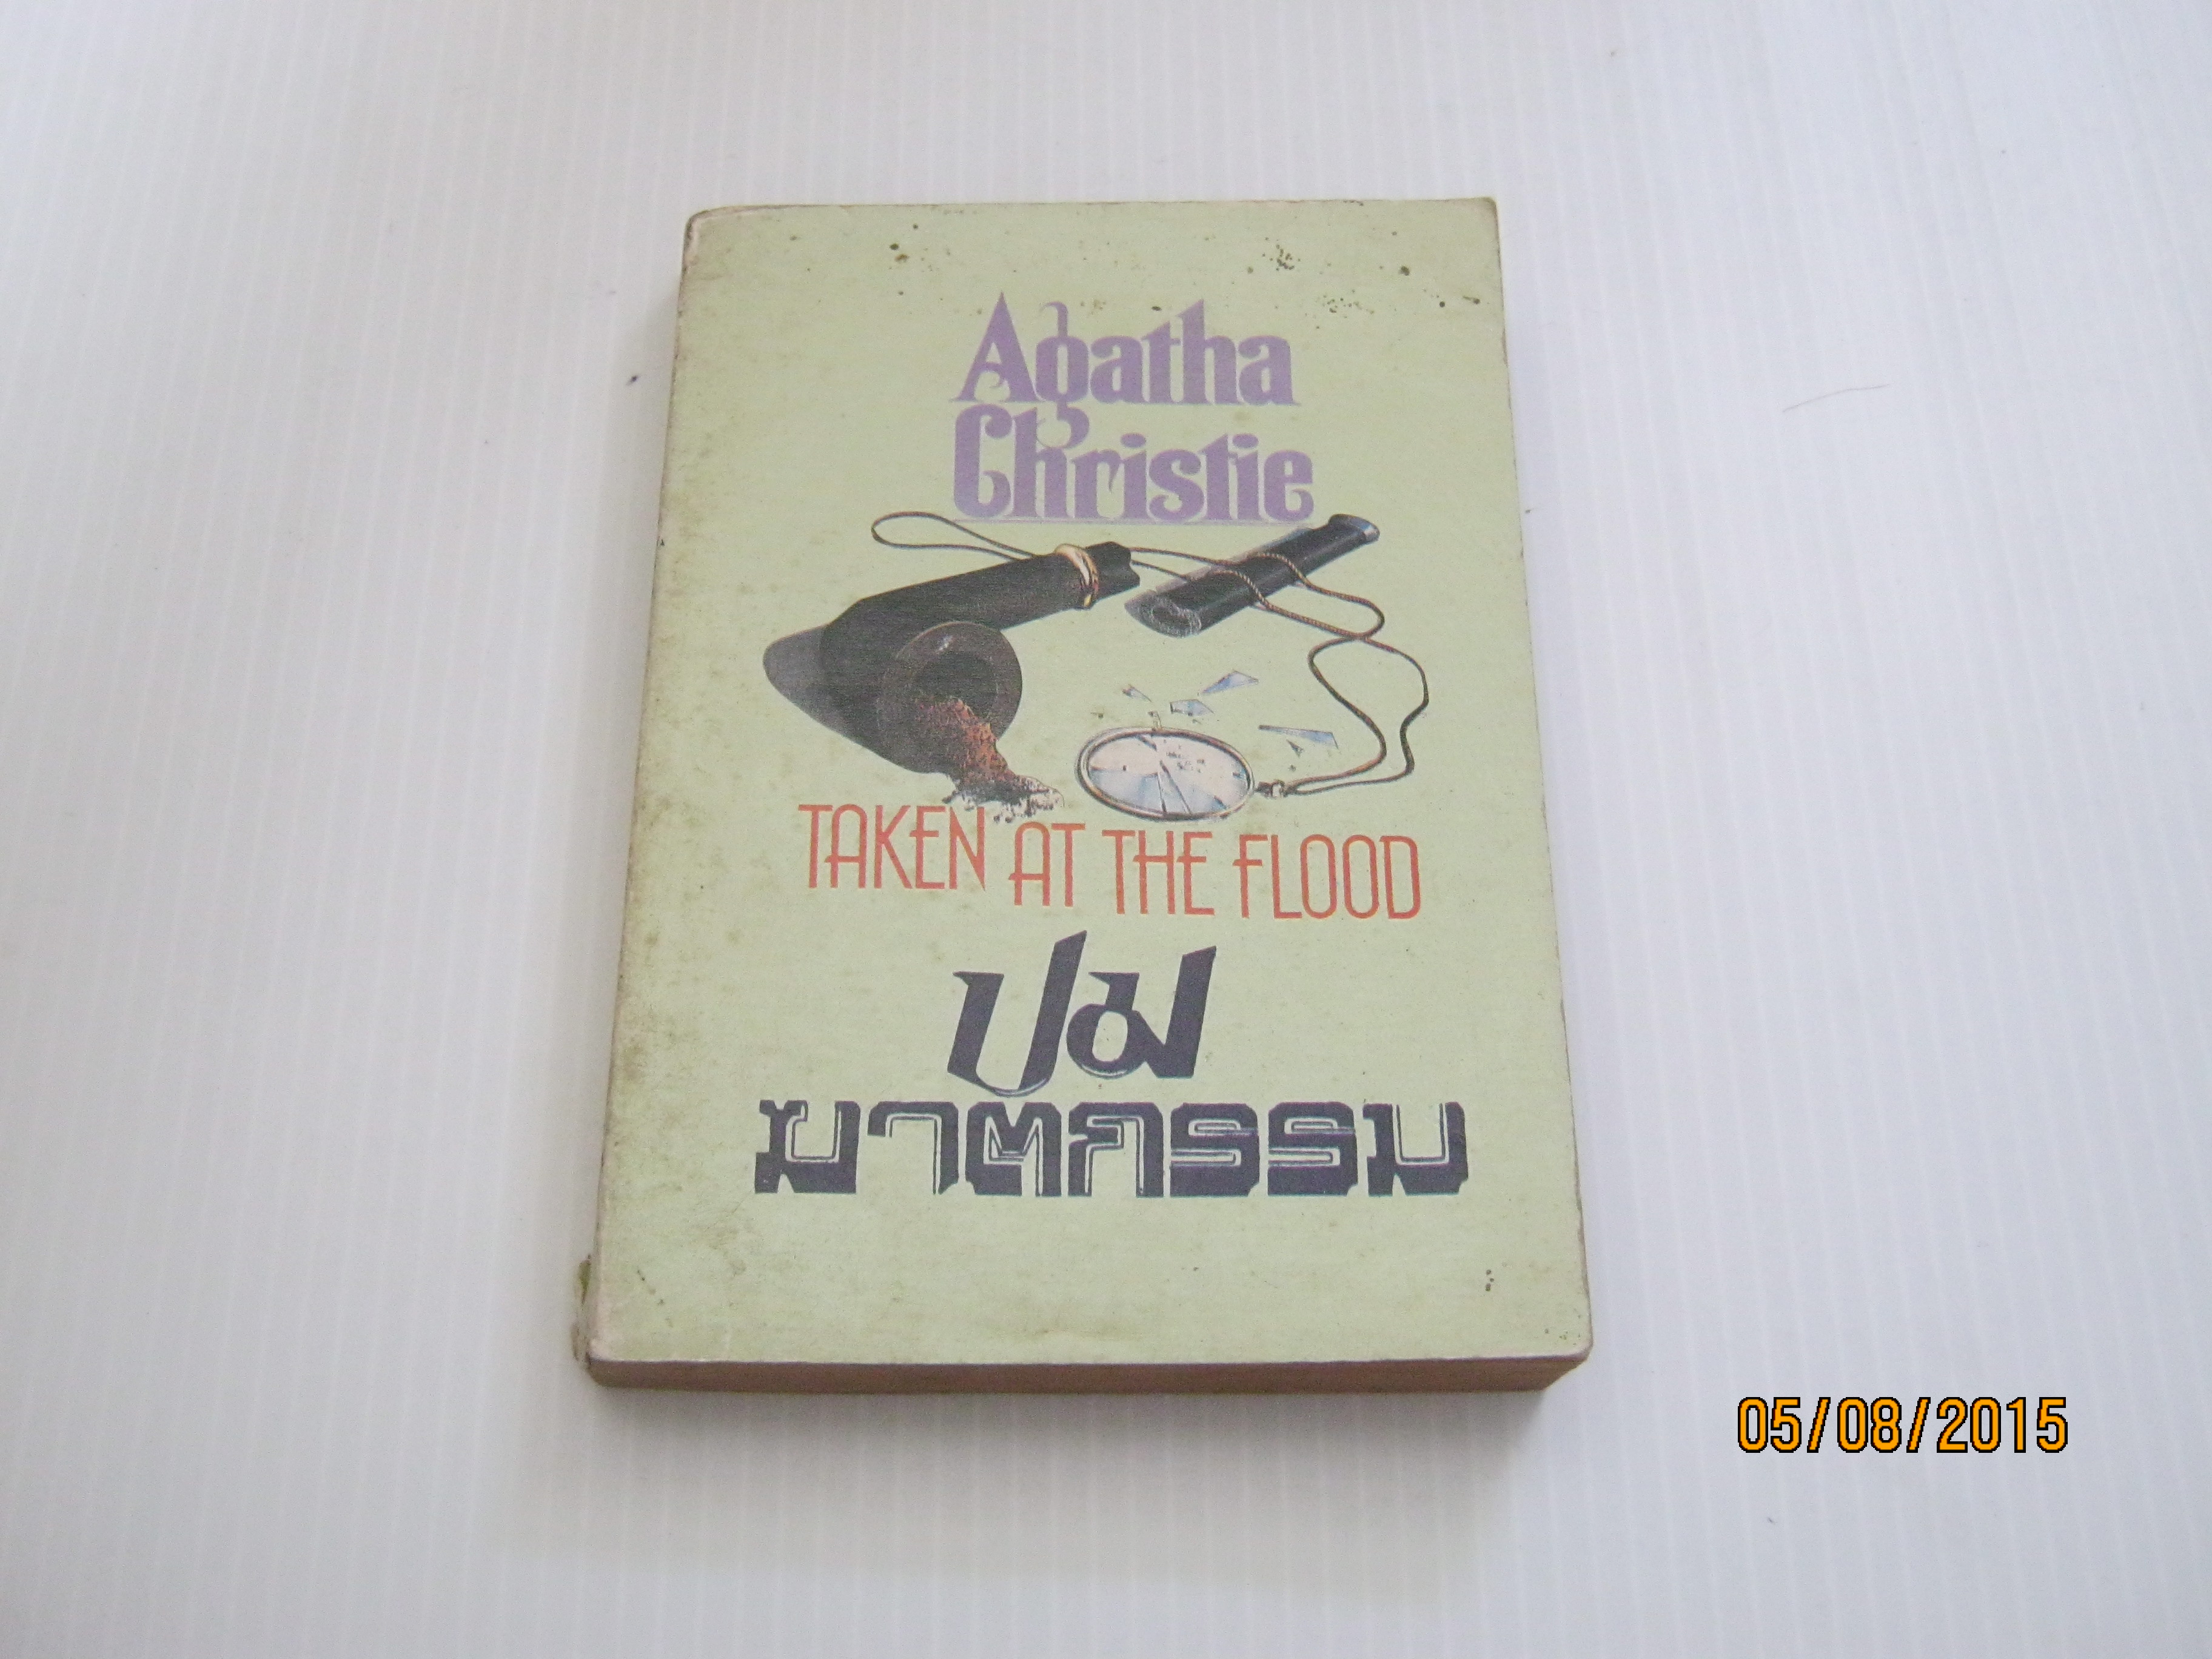 Agatha
Christie
TAKEN AT THE FLOOD
ปม
ฆาตกรรม
05/08/2015